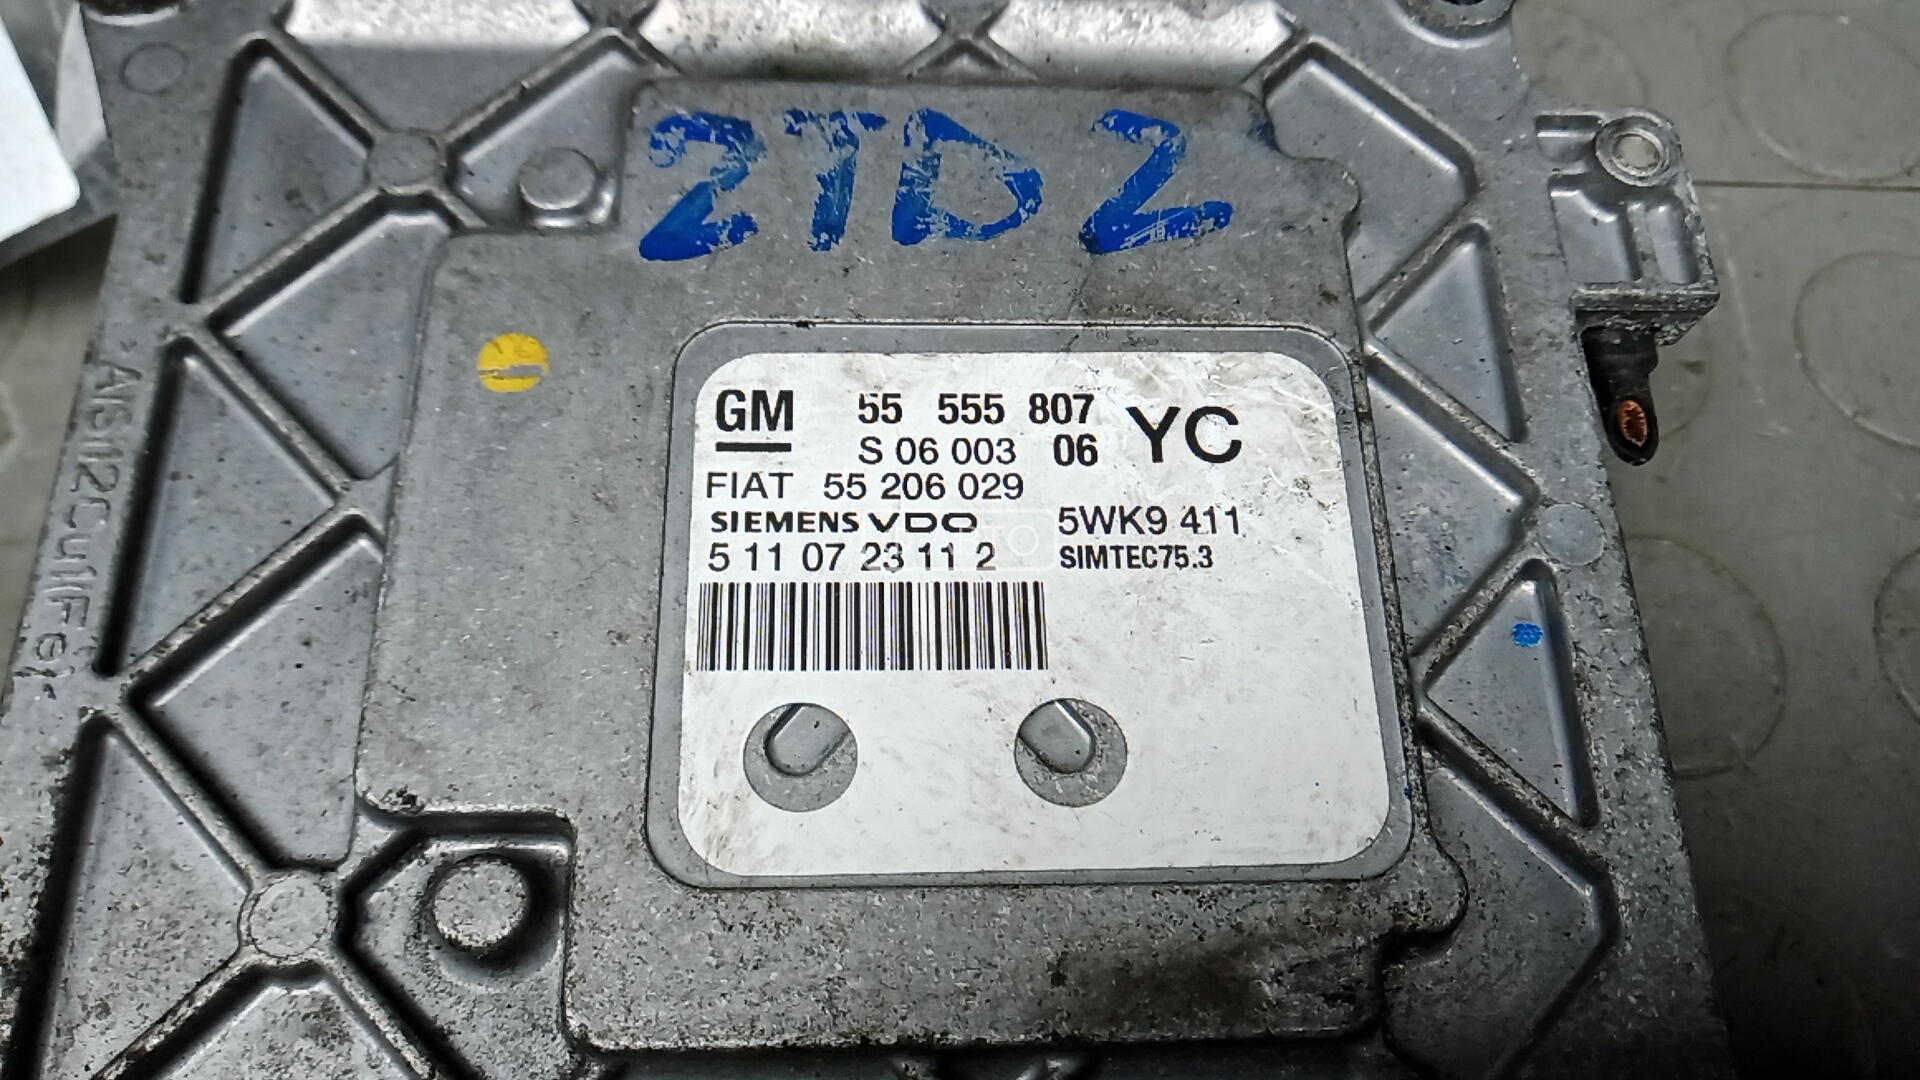 2TD2
GM 55 555 807 YC
S 06 003 06
FIAT 55 206 029
SIEMENS VDO 5WK9 411
5 11 07 23 11 2 SIMTEC75.3